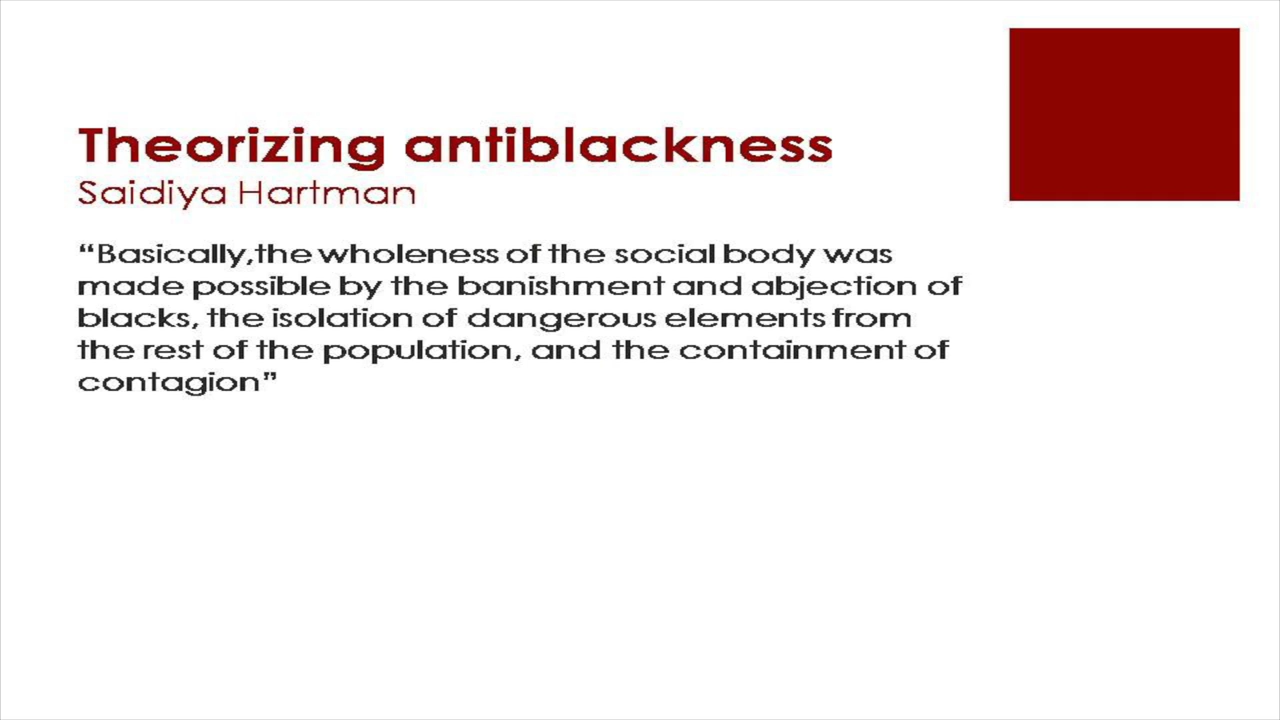 Theorizing antiblackness
Saidiya Hartman
“Basically,the wholeness of the social body was
made possible by the banishment and abjection of
blacks, the isolation of dangerous elements from
the rest of the population, and the containment of
contagion”